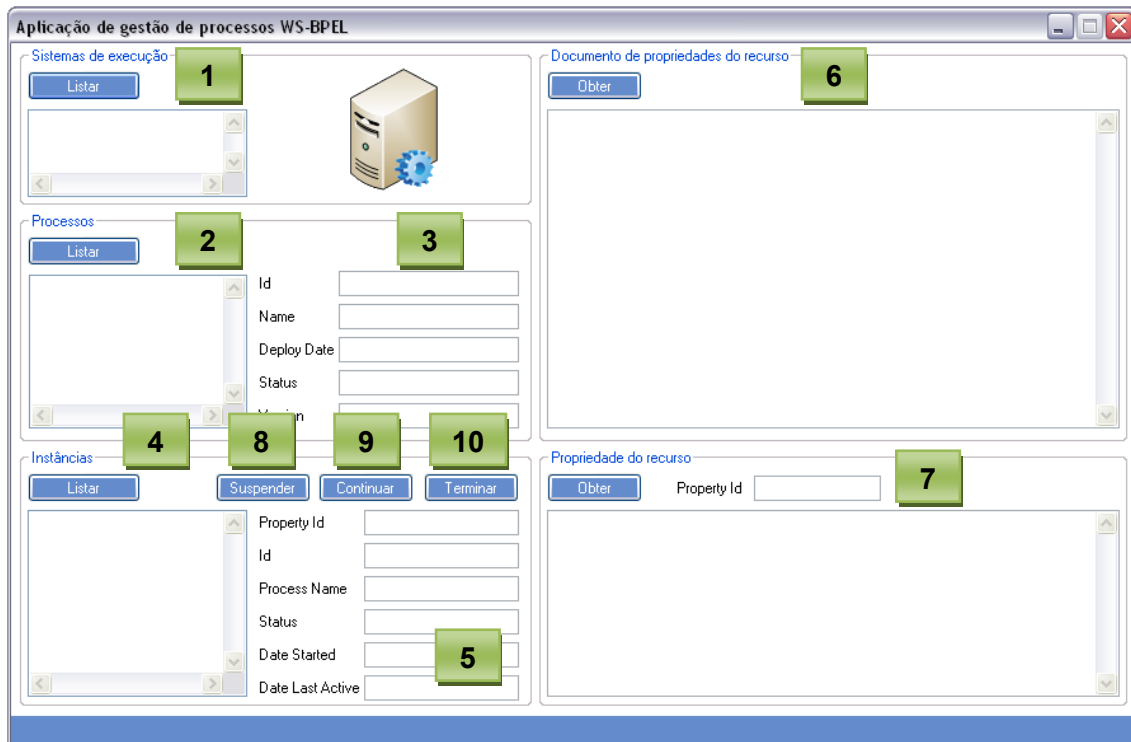 Aplicação de gestão de processos WS-BPEL
Sistemas de execução
1
Listar
Processos
2
3
Listar
Id
Name
Deploy Date
Status
Instâncias
4
8
9
10
Listar
Suspender
Continuar
Terminar
Property Id
Id
Process Name
Status
Date Started
5
Date Last Active
Documento de propriedades do recurso
6
Obter
Propriedade do recurso
7
Obter
Property Id